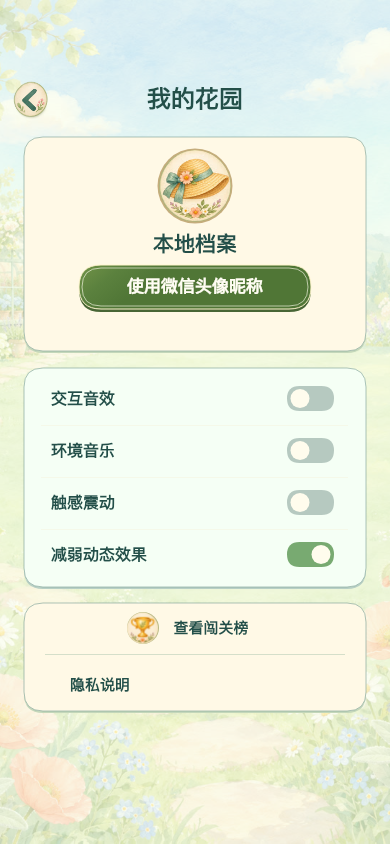 我的花园
本地档案
使用微信头像昵称
交互音效
环境音乐
触感震动
减弱动态效果
查看闯关榜
隐私说明